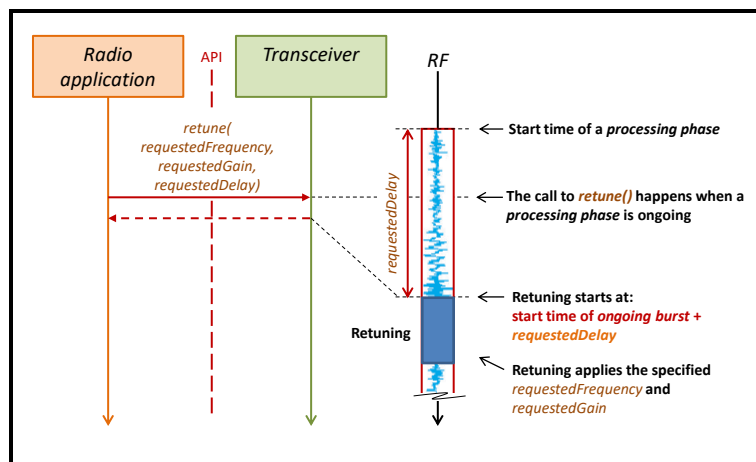 Radio
application
API
Transceiver
RF
retune(
requestedFrequency,
requestedGain,
requestedDelay)
requestedDelay
Start time of a processing phase
The call to retune() happens when a
processing phase is ongoing
Retuning starts at:
start time of ongoing burst +
requestedDelay
Retuning
Retuning applies the specified
requestedFrequency and
requestedGain